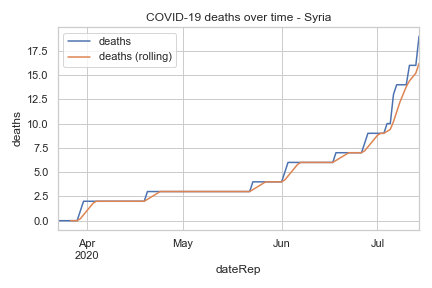 COVID-19 deaths over time - Syria
deaths
deaths (rolling)
deaths
17.5
15.0
12.5
10.0
7.5
5.0
2.5
0.0
Apr
2020
May
Jun
Jul
dateRep